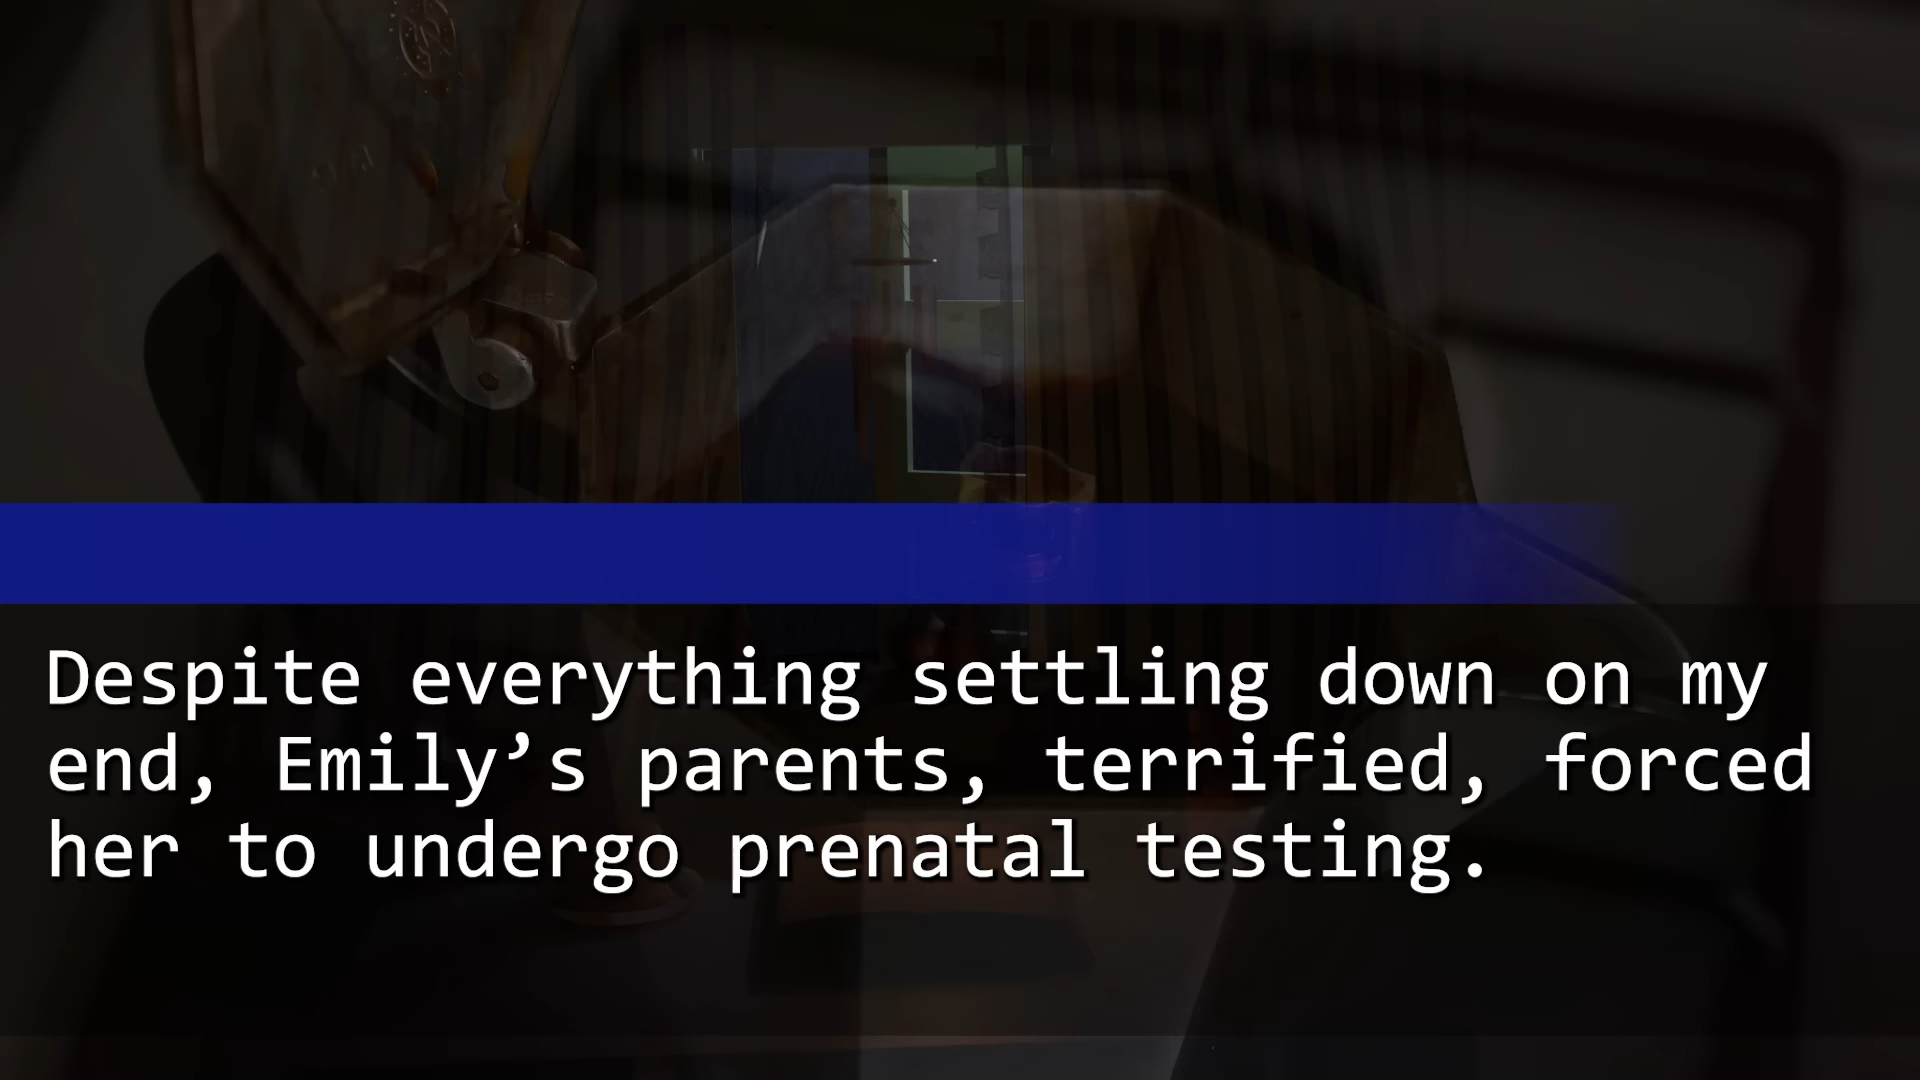 Despite everything settling down on my
end, Emily’s parents, terrified, forced
her to undergo prenatal testing.